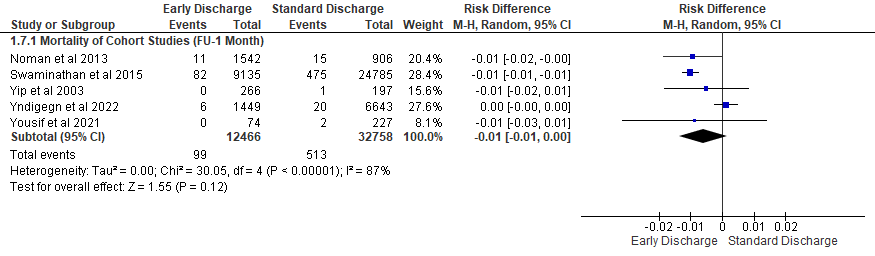 Early Discharge Standard Discharge Risk Difference Risk Difference
Study or Subgroup Events Total Events Total Weight M-H, Random, 95% CI M-H, Random, 95% CI
1.7.1 Mortality of Cohort Studies (FU-1 Month)
Noman et al 2013 11 1542 15 906 20.4% -0.01 [-0.02, -0.00]
Swaminathan et al 2015 82 9135 475 24785 28.4% -0.01 [-0.01, -0.01]
Yip et al 2003 0 266 1 197 15.4% -0.01 [-0.02, 0.01]
Yndigegn et al 2022 6 1449 20 6643 27.6% 0.00 [-0.00, 0.00]
Yousif et al 2021 0 74 2 227 8.1% -0.01 [-0.03, 0.01]
Subtotal (95% CI) 12466 32758 100.0% -0.01 [-0.01, 0.00]
Total events 99 513
Heterogeneity: Tau² = 0.00; Chi² = 30.05, df = 4 (P < 0.00001); I² = 87%
Test for overall effect: Z = 1.55 (P = 0.12)
-0.02 -0.01 0 0.01 0.02
Early Discharge Standard Discharge